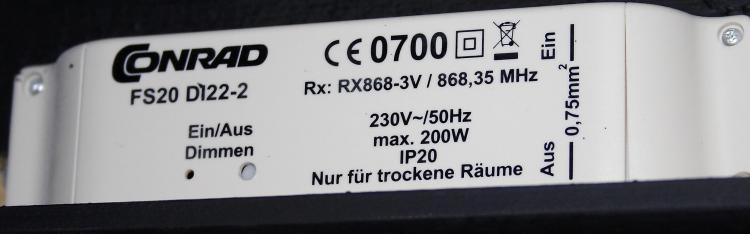 CONRAD
FS20 DI22-2
Ein/Aus
Dimmen
CE 0700
Rx: RX868-3V / 868,35 MHz
230V~/50Hz
max. 200W
IP20
Nur für trockene Räume
Aus Ein
0,75mm²